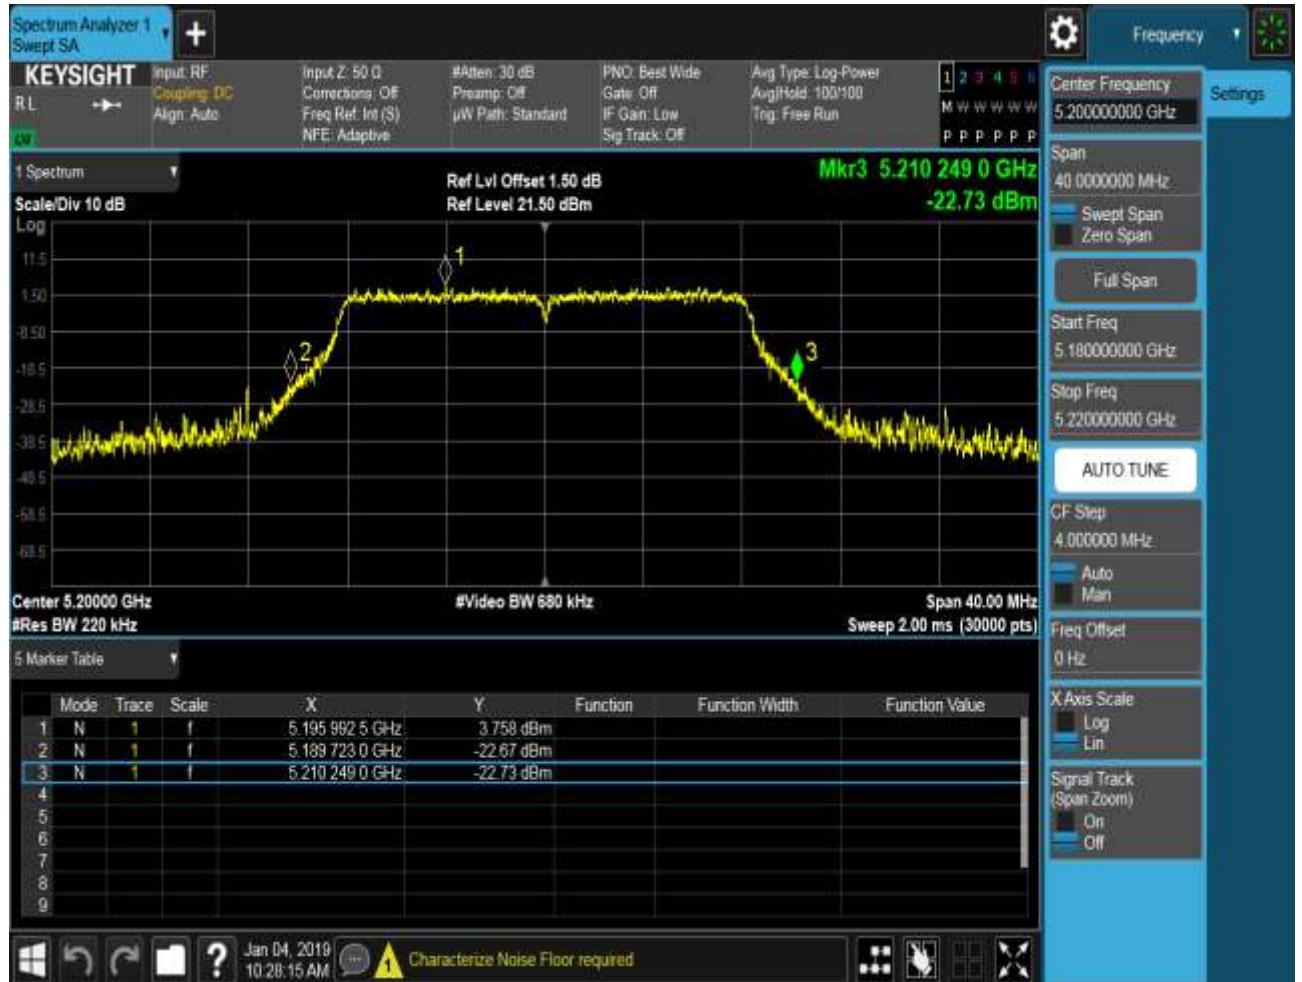 Spectrum Analyzer 1
Swept SA
Frequency
KEYSIGHT
Input: RF
Input Z: 50 Ω
#Atten: 30 dB
PNO: Best Wide
Avg Type: Log-Power
1 2 3 4 5 6
R L
Coupling: DC
Corrections: Off
Preamp: Off
Gate: Off
Avg|Hold: 100/100
M W W W W W
Align: Auto
Freq Ref: Int (S)
µW Path: Standard
IF Gain: Low
Trig: Free Run
NFE: Adaptive
Sig Track: Off
P P P P P P
1 Spectrum
Ref Lvl Offset 1.50 dB
Mkr3 5.210 249 0 GHz
Scale/Div 10 dB
Ref Level 21.50 dBm
-22.73 dBm
Log
11.5
1.50
-8.50
-18.5
-28.5
-38.5
-48.5
-58.5
-68.5
1
2
3
Center 5.20000 GHz
#Video BW 680 kHz
Span 40.00 MHz
#Res BW 220 kHz
Sweep 2.00 ms (30000 pts)
5 Marker Table
Mode Trace Scale X Y Function Function Width Function Value
1 N 1 f 5.195 992 5 GHz 3.758 dBm
2 N 1 f 5.189 723 0 GHz -22.67 dBm
3 N 1 f 5.210 249 0 GHz -22.73 dBm
4
5
6
7
8
9
Jan 04, 2019
10:28:15 AM
1
Characterize Noise Floor required
?
Center Frequency
5.200000000 GHz
Settings
Span
40.0000000 MHz
Swept Span
Zero Span
Full Span
Start Freq
5.180000000 GHz
Stop Freq
5.220000000 GHz
AUTO TUNE
CF Step
4.000000 MHz
Auto
Man
Freq Offset
0 Hz
X Axis Scale
Log
Lin
Signal Track
(Span Zoom)
On
Off